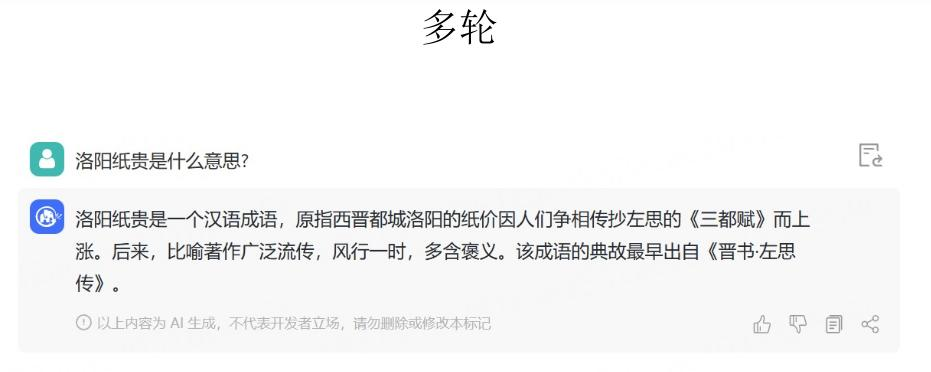 多轮
洛阳纸贵是什么意思?
洛阳纸贵是一个汉语成语，原指西晋都城洛阳的纸价因人们争相传抄左思的《三都赋》而上
涨。后来，比喻著作广泛流传，风行一时，多含褒义。该成语的典故最早出自《晋书·左思
传》。
以上内容为 AI 生成，不代表开发者立场，请勿删除或修改本标记